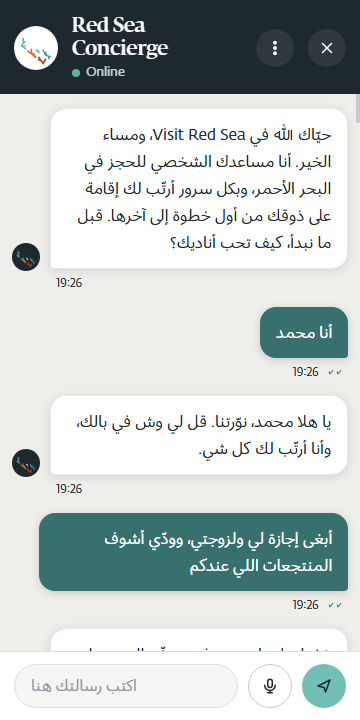 Red Sea
Concierge
Online
حيّاك الله في Visit Red Sea، ومساء
الخير. أنا مساعدك الشخصي للحجز في
البحر الأحمر، وبكل سرور أرتّب لك إقامة
على ذوقك من أول خطوة إلى آخرها. قبل
ما نبدأ، كيف تحب أناديك؟
19:26
أنا محمد
19:26
يا هلا محمد، نوّرتنا. قل لي وش في بالك،
وأنا أرتّب لك كل شي.
19:26
أبغى إجازة لي ولزوجتي، وودّي أشوف
المنتجعات اللي عندكم
19:26
اكتب رسالتك هنا